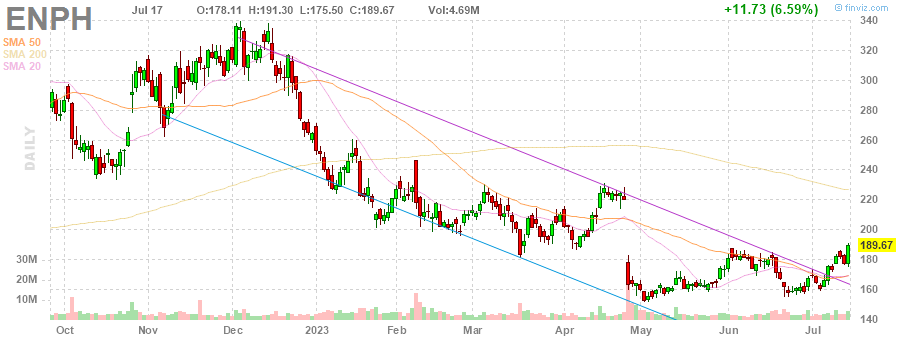 ENPH Jul 17 O:178.11 H:191.30 L:175.50 C:189.67 Vol:4.69M +11.73 (6.59%) © finviz.com
SMA 50
SMA 200
SMA 20
DAILY
340
320
300
280
260
240
220
200
189.67
180
160
140
30M
20M
10M
Oct Nov Dec 2023 Feb Mar Apr May Jun Jul